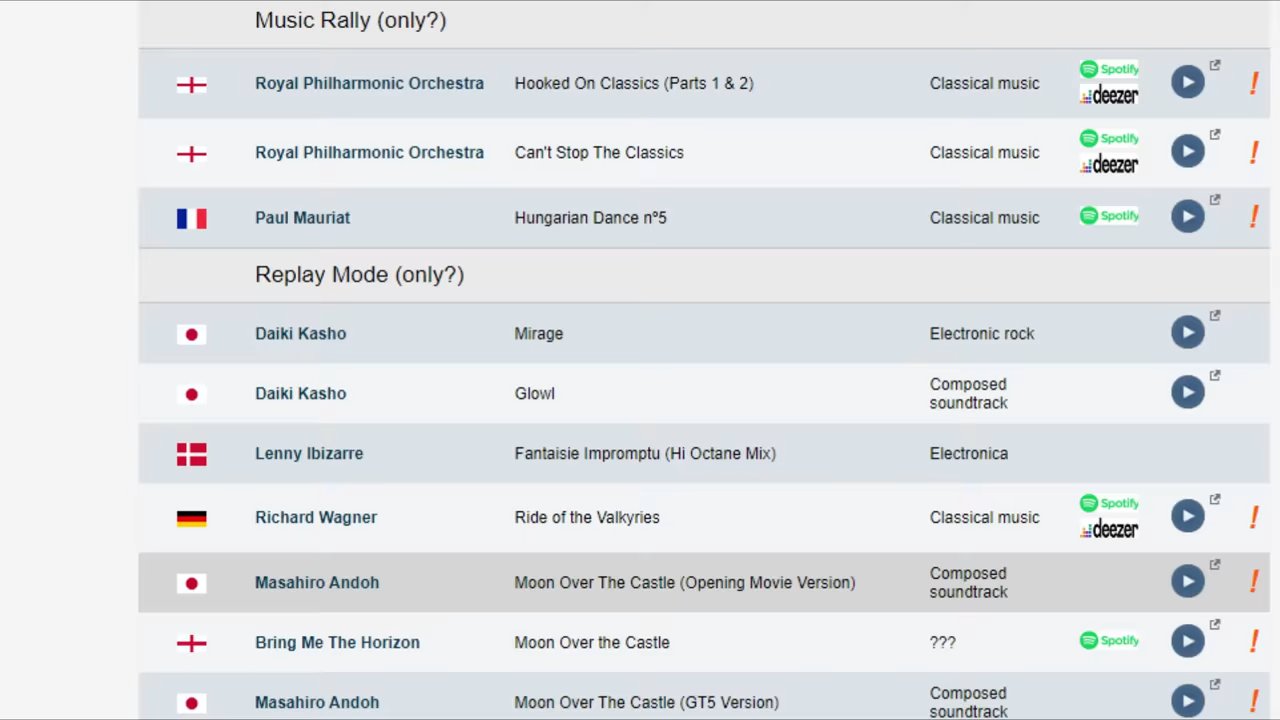 Music Rally (only?)
Royal Philharmonic Orchestra Hooked On Classics (Parts 1 & 2) Classical music Spotify deezer !
Royal Philharmonic Orchestra Can't Stop The Classics Classical music Spotify deezer !
Paul Mauriat Hungarian Dance nº5 Classical music Spotify !
Replay Mode (only?)
Daiki Kasho Mirage Electronic rock
Daiki Kasho Glowl Composed soundtrack
Lenny Ibizarre Fantaisie Impromptu (Hi Octane Mix) Electronica
Richard Wagner Ride of the Valkyries Classical music Spotify deezer !
Masahiro Andoh Moon Over The Castle (Opening Movie Version) Composed soundtrack !
Bring Me The Horizon Moon Over the Castle ??? Spotify !
Masahiro Andoh Moon Over The Castle (GT5 Version) Composed soundtrack !